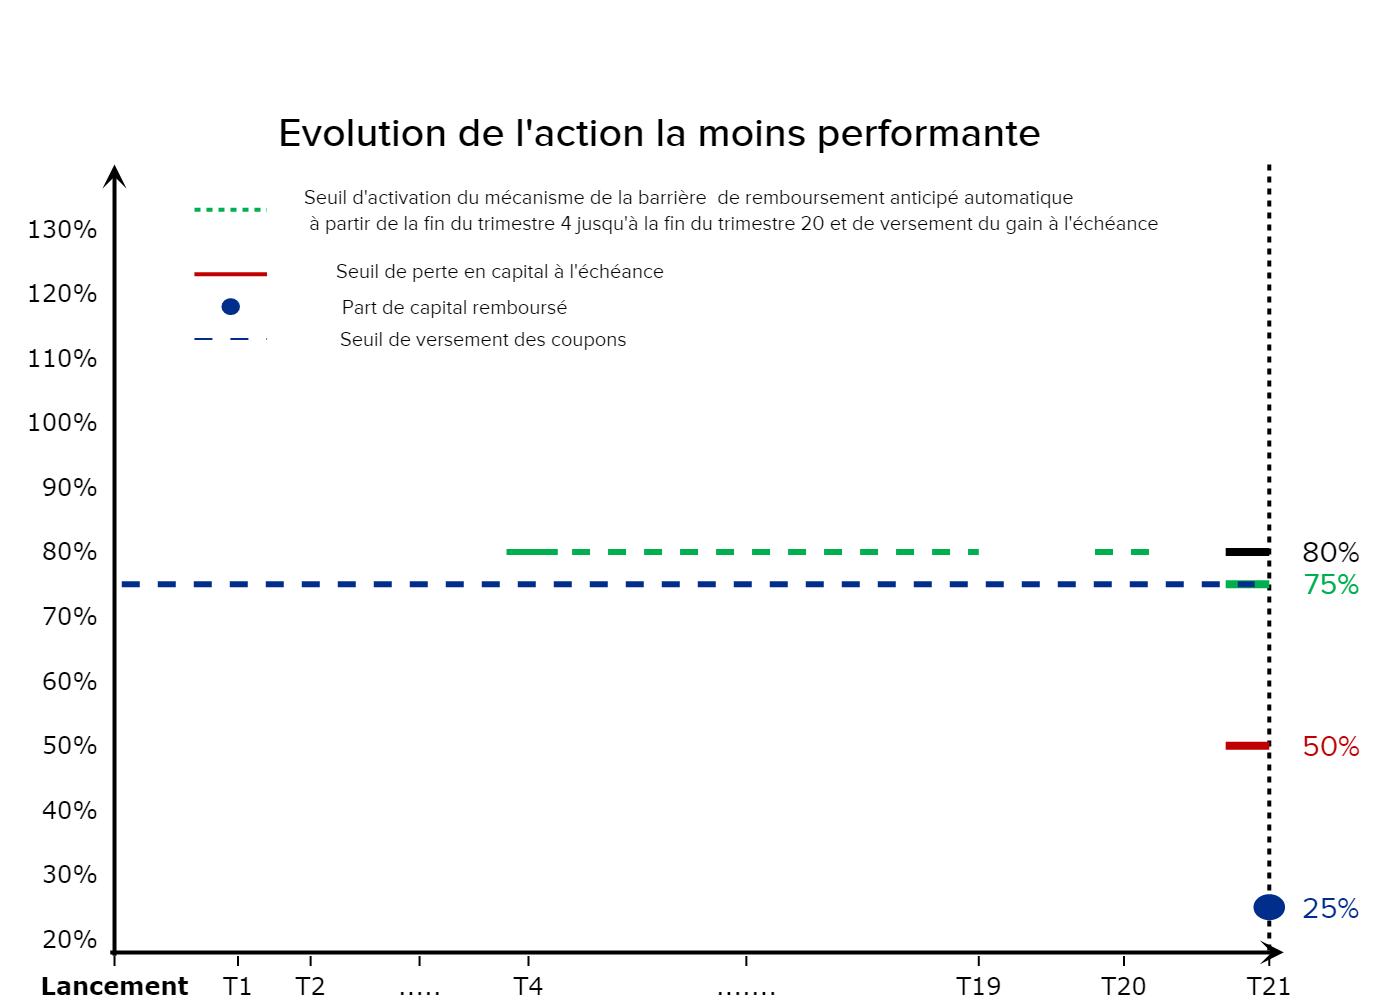 Evolution de l'action la moins performante
Seuil d'activation du mécanisme de la barrière de remboursement anticipé automatique
à partir de la fin du trimestre 4 jusqu'à la fin du trimestre 20 et de versement du gain à l'échéance
130%
Seuil de perte en capital à l'échéance
120%
Part de capital remboursé
Seuil de versement des coupons
110%
100%
90%
80%
80%
75%
70%
60%
50%
50%
40%
30%
25%
20%
Lancement T1 T2 ..... T4 ....... T19 T20 T21